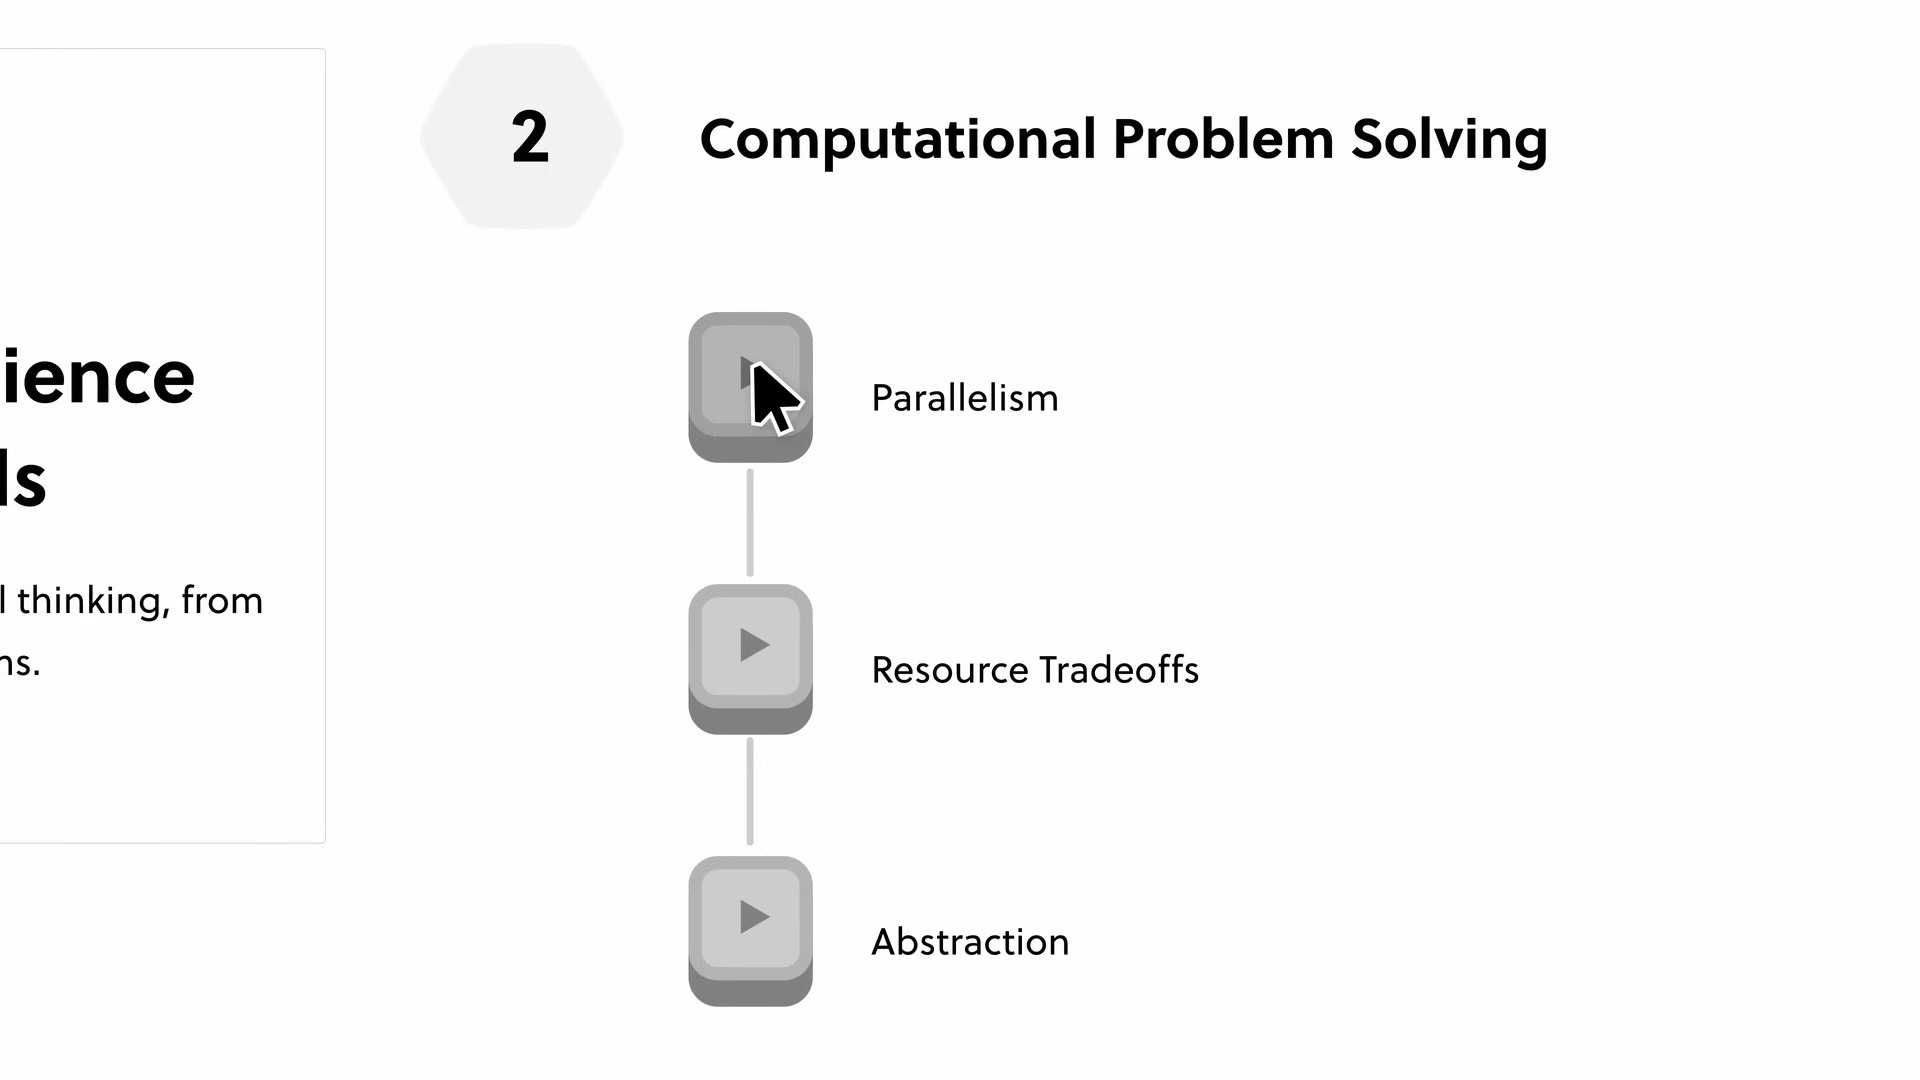 ience
ls
l thinking, from
ns.
2
Computational Problem Solving
Parallelism
Resource Tradeoffs
Abstraction